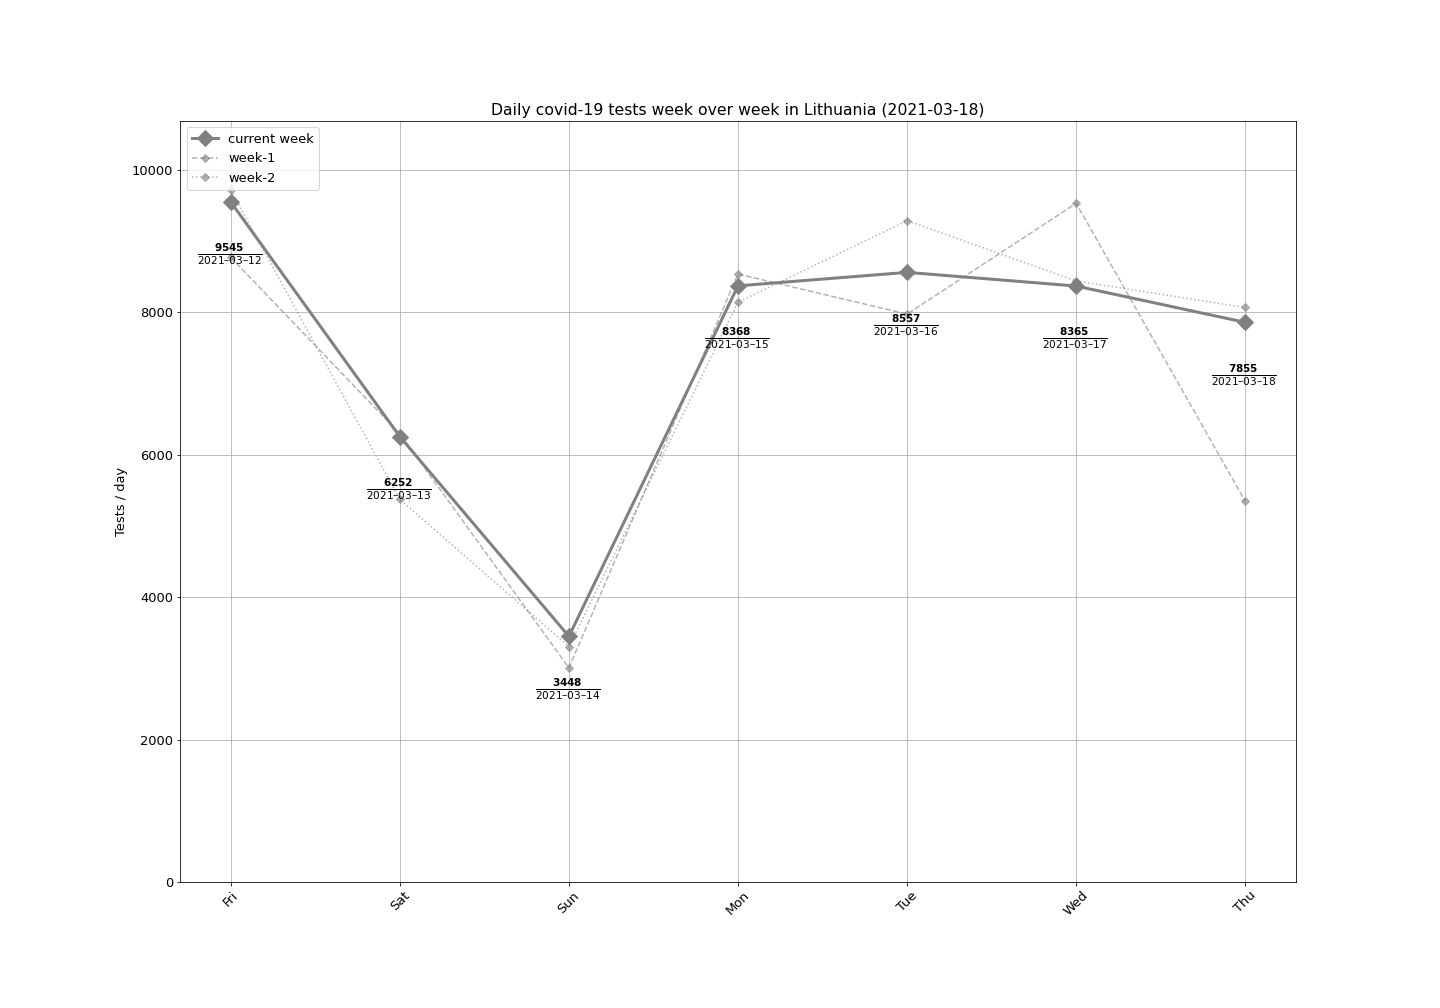 Daily covid-19 tests week over week in Lithuania (2021-03-18)
current week
week-1
week-2
10000
8000
6000
4000
2000
0
Tests / day
9545
2021–03–12
6252
2021–03–13
3448
2021–03–14
8368
2021–03–15
8557
2021–03–16
8365
2021–03–17
7855
2021–03–18
Fri
Sat
Sun
Mon
Tue
Wed
Thu